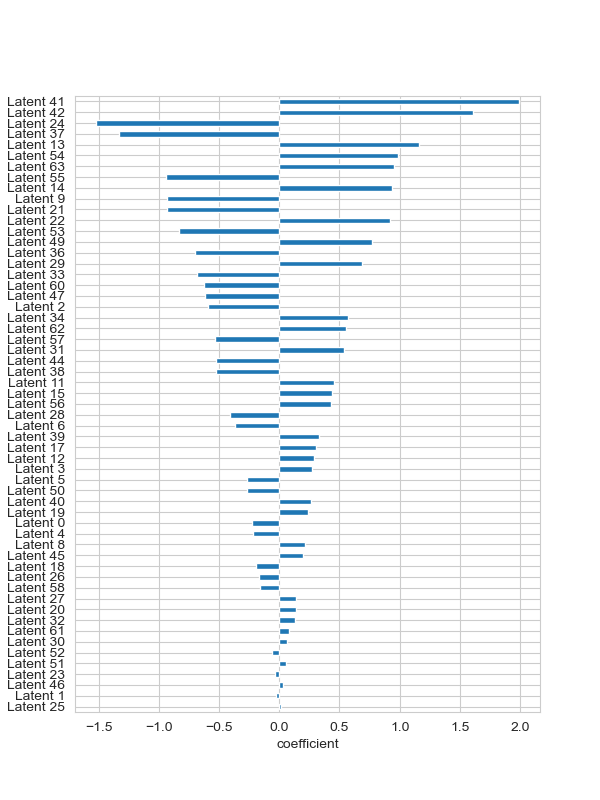 Latent 41
Latent 42
Latent 24
Latent 37
Latent 13
Latent 54
Latent 63
Latent 55
Latent 14
Latent 9
Latent 21
Latent 22
Latent 53
Latent 49
Latent 36
Latent 29
Latent 33
Latent 60
Latent 47
Latent 2
Latent 34
Latent 62
Latent 57
Latent 31
Latent 44
Latent 38
Latent 11
Latent 15
Latent 56
Latent 28
Latent 6
Latent 39
Latent 17
Latent 12
Latent 3
Latent 5
Latent 50
Latent 40
Latent 19
Latent 0
Latent 4
Latent 8
Latent 45
Latent 18
Latent 26
Latent 58
Latent 27
Latent 20
Latent 32
Latent 61
Latent 30
Latent 52
Latent 51
Latent 23
Latent 46
Latent 1
Latent 25
−1.5 −1.0 −0.5 0.0 0.5 1.0 1.5 2.0
coefficient